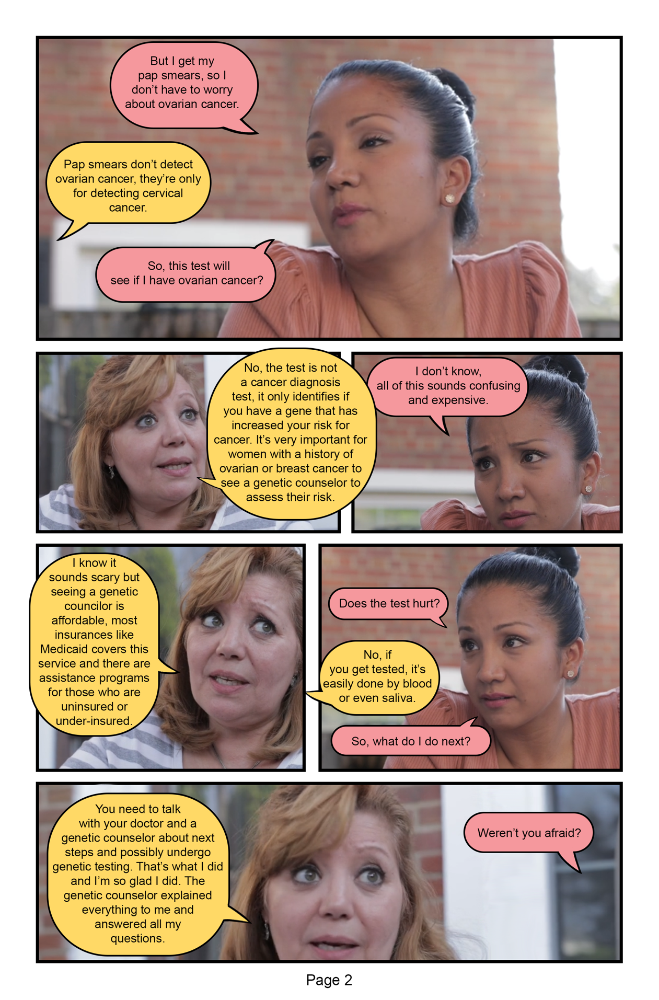 But I get my
pap smears, so I
don't have to worry
about ovarian cancer.
Pap smears don't detect
ovarian cancer, they're only
for detecting cervical
cancer.
So, this test will
see if I have ovarian cancer?
No, the test is not
a cancer diagnosis
test, it only identifies if
you have a gene that has
increased your risk for
cancer. It's very important for
women with a history of
ovarian or breast cancer to
see a genetic counselor to
assess their risk.
I don't know,
all of this sounds confusing
and expensive.
I know it
sounds scary but
seeing a genetic
councilor is
affordable, most
insurances like
Medicaid covers this
service and there are
assistance programs
for those who are
uninsured or
under-insured.
Does the test hurt?
No, if
you get tested, it's
easily done by blood
or even saliva.
So, what do I do next?
You need to talk
with your doctor and a
genetic counselor about next
steps and possibly undergo
genetic testing. That's what I did
and I'm so glad I did. The
genetic counselor explained
everything to me and
answered all my
questions.
Weren't you afraid?
Page 2